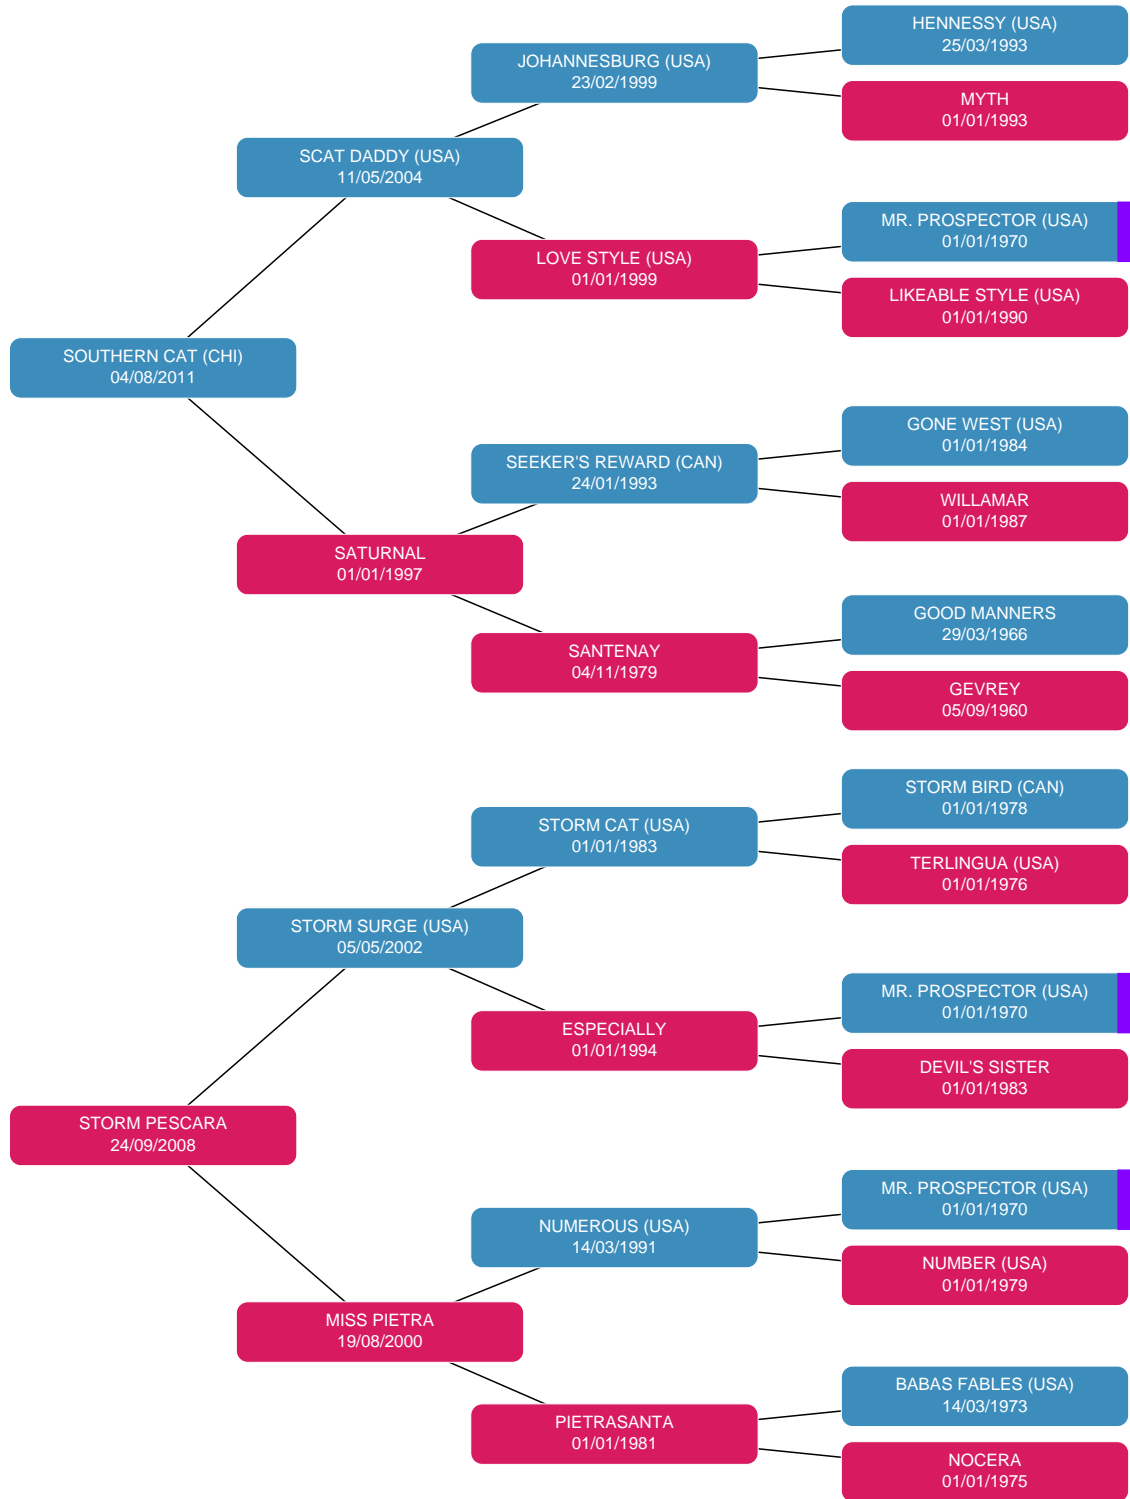 HENNESSY (USA)
25/03/1993
JOHANNESBURG (USA)
23/02/1999
MYTH
01/01/1993
SCAT DADDY (USA)
11/05/2004
MR. PROSPECTOR (USA)
01/01/1970
LOVE STYLE (USA)
01/01/1999
LIKEABLE STYLE (USA)
01/01/1990
SOUTHERN CAT (CHI)
04/08/2011
GONE WEST (USA)
01/01/1984
SEEKER'S REWARD (CAN)
24/01/1993
WILLAMAR
01/01/1987
SATURNAL
01/01/1997
GOOD MANNERS
29/03/1966
SANTENAY
04/11/1979
GEVREY
05/09/1960
STORM BIRD (CAN)
01/01/1978
STORM CAT (USA)
01/01/1983
TERLINGUA (USA)
01/01/1976
STORM SURGE (USA)
05/05/2002
MR. PROSPECTOR (USA)
01/01/1970
ESPECIALLY
01/01/1994
DEVIL'S SISTER
01/01/1983
STORM PESCARA
24/09/2008
MR. PROSPECTOR (USA)
01/01/1970
NUMEROUS (USA)
14/03/1991
NUMBER (USA)
01/01/1979
MISS PIETRA
19/08/2000
BABAS FABLES (USA)
14/03/1973
PIETRASANTA
01/01/1981
NOCERA
01/01/1975